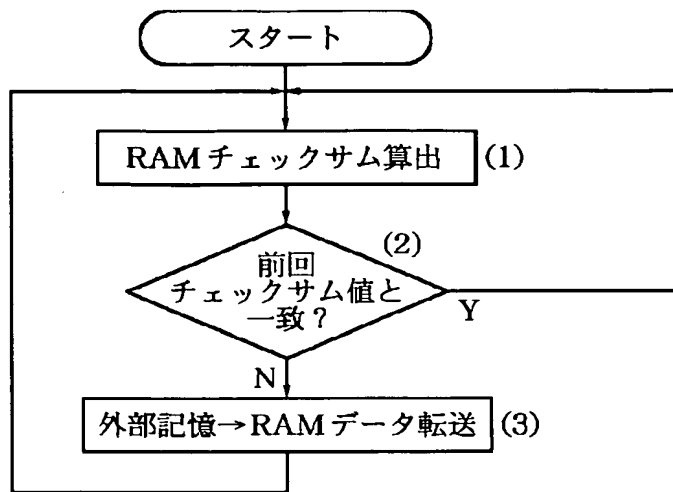 スタート
RAMチェックサム算出 (1)
(2)
前回
チェックサム値と
一致?
Y
N
外部記憶→RAMデータ転送 (3)